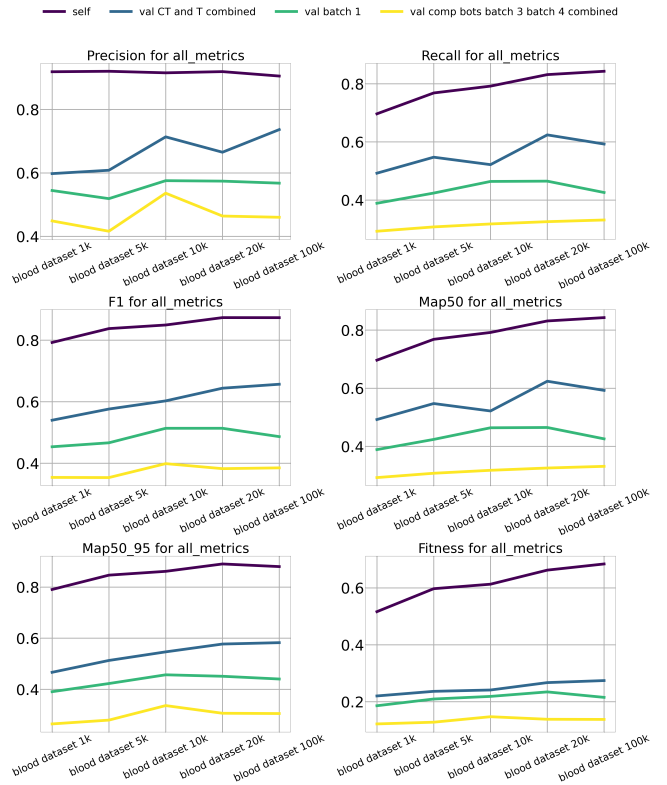 self val CT and T combined val batch 1 val comp bots batch 3 batch 4 combined
Precision for all_metrics
0.8
0.6
0.4
blood dataset 1k
blood dataset 5k
blood dataset 10k
blood dataset 20k
blood dataset 100k
Recall for all_metrics
0.8
0.6
0.4
blood dataset 1k
blood dataset 5k
blood dataset 10k
blood dataset 20k
blood dataset 100k
F1 for all_metrics
0.8
0.6
0.4
blood dataset 1k
blood dataset 5k
blood dataset 10k
blood dataset 20k
blood dataset 100k
Map50 for all_metrics
0.8
0.6
0.4
blood dataset 1k
blood dataset 5k
blood dataset 10k
blood dataset 20k
blood dataset 100k
Map50_95 for all_metrics
0.8
0.6
0.4
blood dataset 1k
blood dataset 5k
blood dataset 10k
blood dataset 20k
blood dataset 100k
Fitness for all_metrics
0.6
0.4
0.2
blood dataset 1k
blood dataset 5k
blood dataset 10k
blood dataset 20k
blood dataset 100k